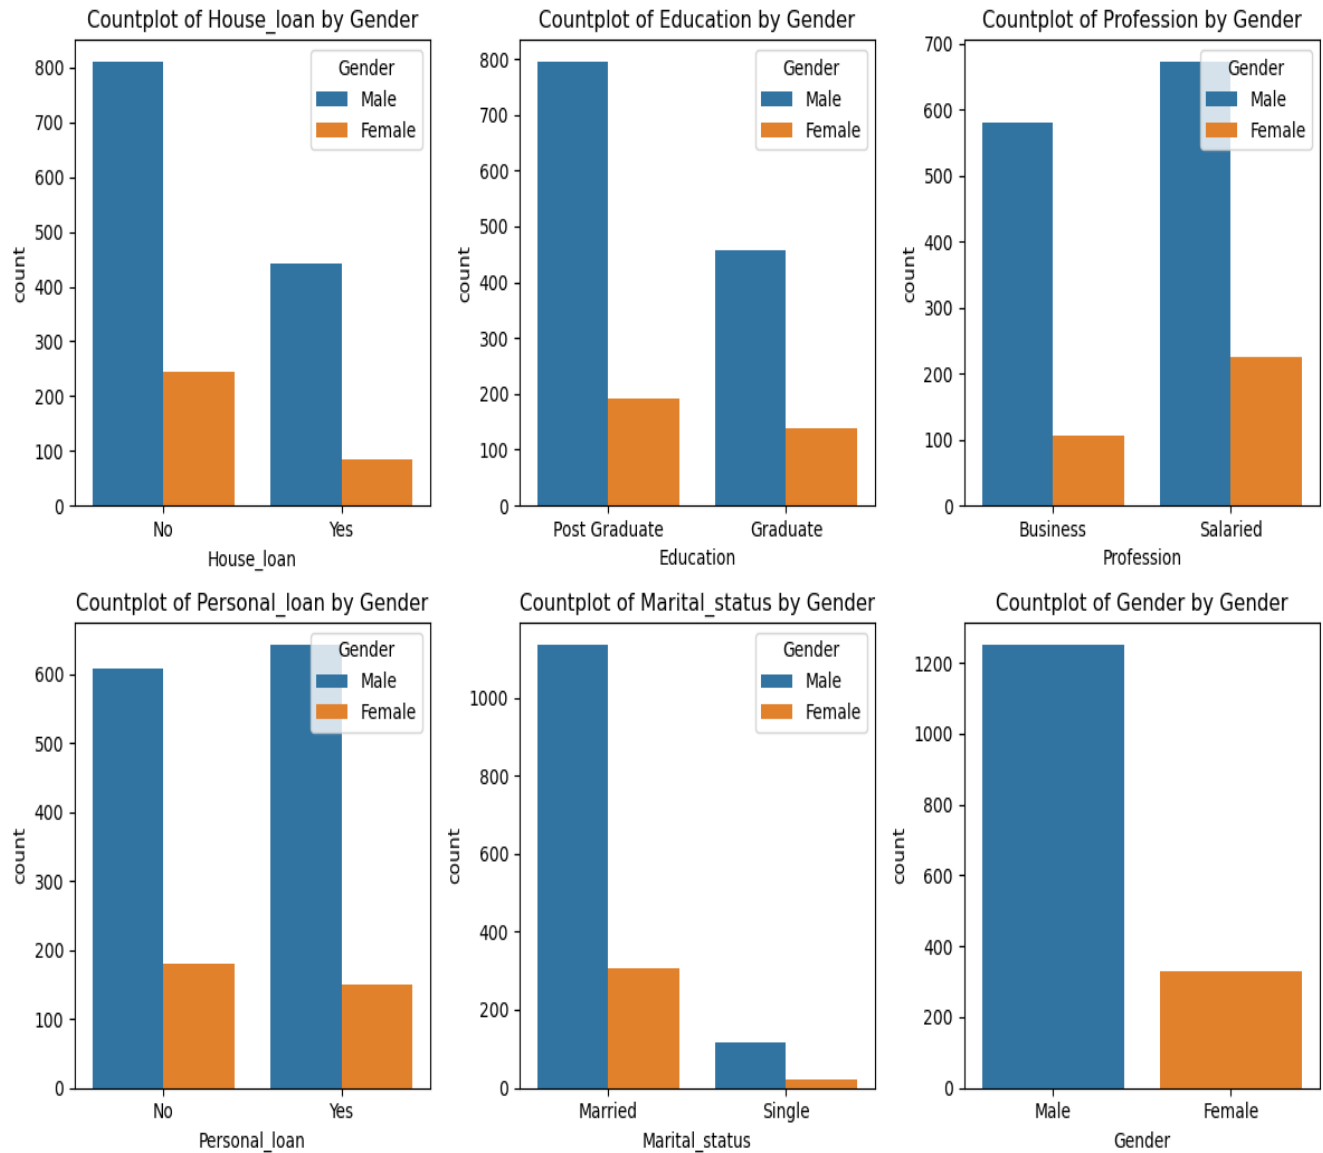 Countplot of House_loan by Gender
800
700
600
500
400
300
200
100
0
count
Gender
Male
Female
No
Yes
House_loan
Countplot of Education by Gender
800
700
600
500
400
300
200
100
0
count
Gender
Male
Female
Post Graduate
Graduate
Education
Countplot of Profession by Gender
700
600
500
400
300
200
100
0
count
Gender
Male
Female
Business
Salaried
Profession
Countplot of Personal_loan by Gender
600
500
400
300
200
100
0
count
Gender
Male
Female
No
Yes
Personal_loan
Countplot of Marital_status by Gender
1000
800
600
400
200
0
count
Gender
Male
Female
Married
Single
Marital_status
Countplot of Gender by Gender
1200
1000
800
600
400
200
0
count
Male
Female
Gender